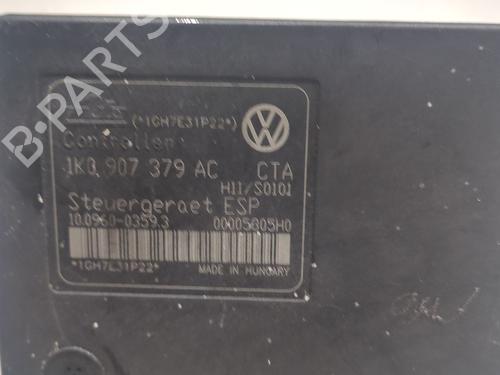 (*1GH7E31P22*)
Controller
1K0 907 379 AC CTA
H11/S0101
Steuergeraet ESP
10.0960-0359.3 00005805H0
*1GH7E31P22*
MADE IN HUNGARY
B-PARTS